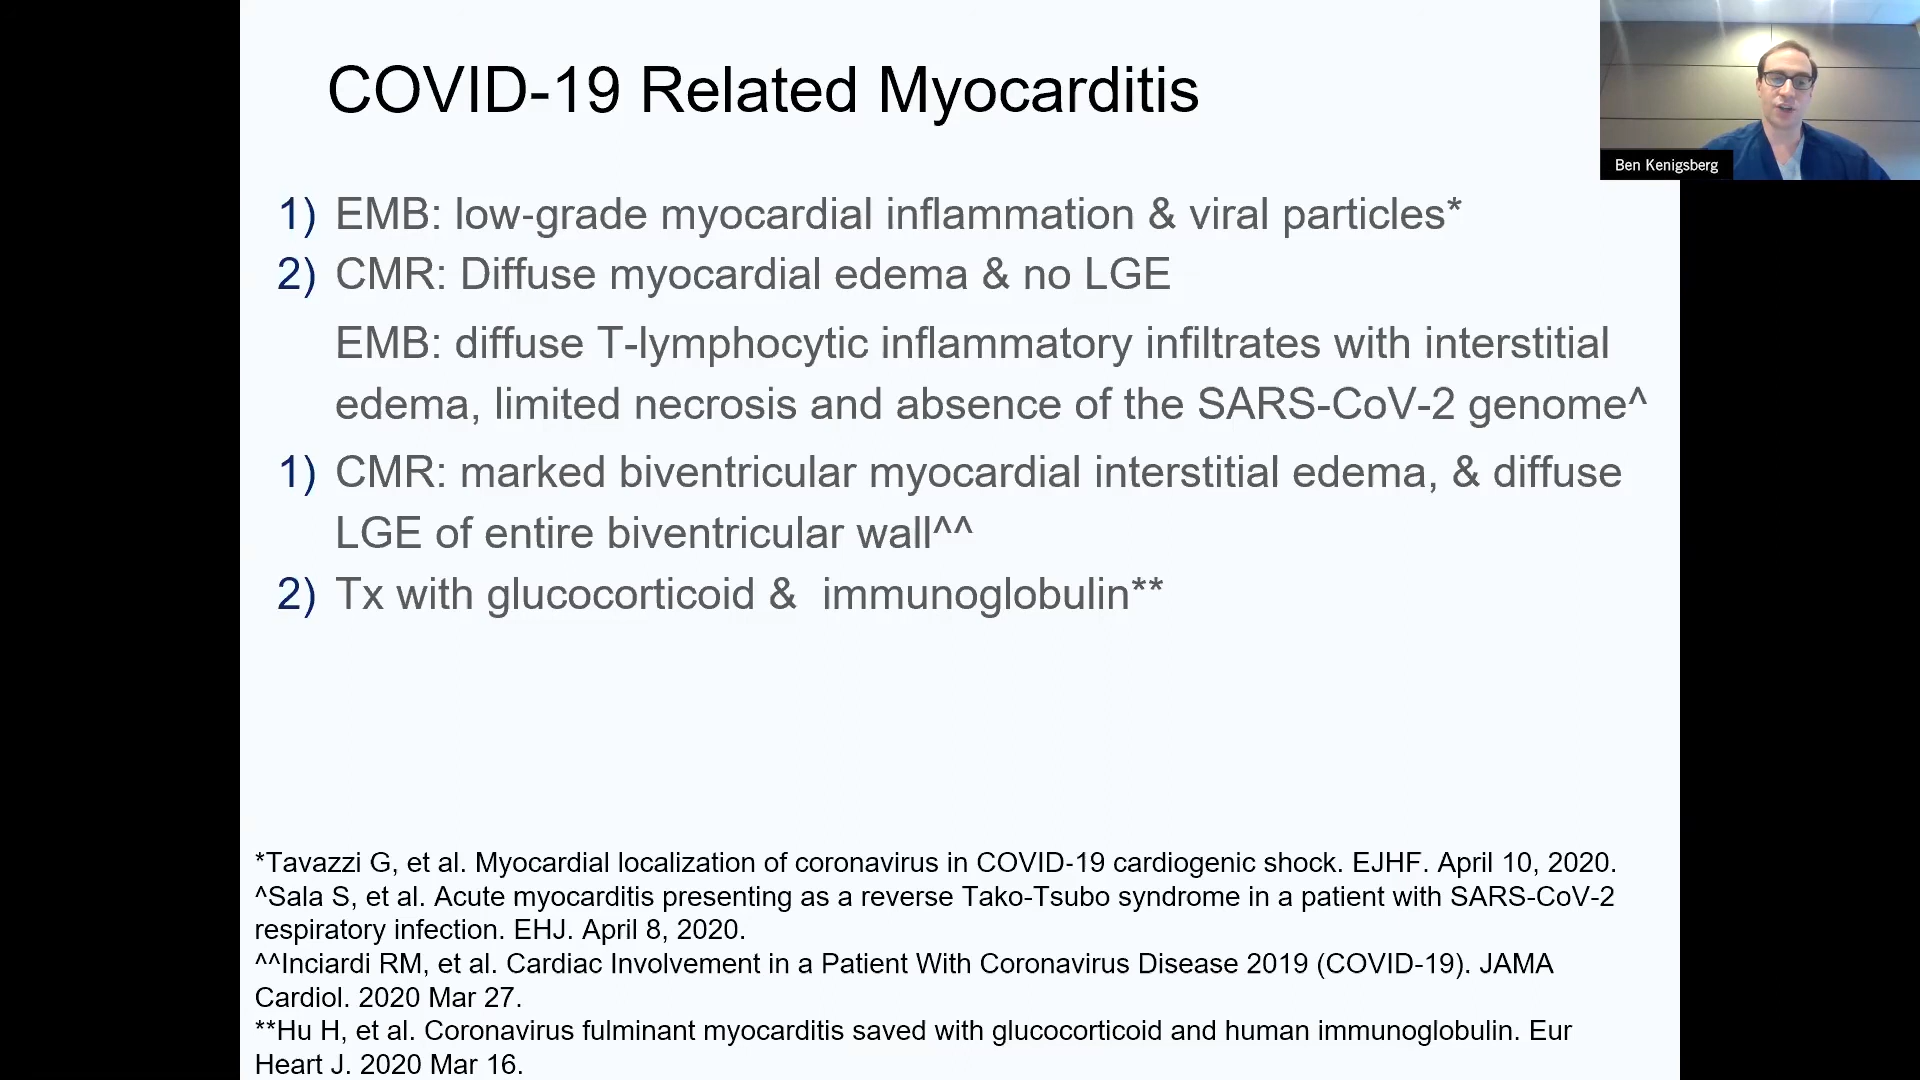 COVID-19 Related Myocarditis
Ben Kenigsberg
1) EMB: low-grade myocardial inflammation & viral particles*
2) CMR: Diffuse myocardial edema & no LGE
EMB: diffuse T-lymphocytic inflammatory infiltrates with interstitial
edema, limited necrosis and absence of the SARS-CoV-2 genome^
1) CMR: marked biventricular myocardial interstitial edema, & diffuse
LGE of entire biventricular wall^^
2) Tx with glucocorticoid &  immunoglobulin**
*Tavazzi G, et al. Myocardial localization of coronavirus in COVID-19 cardiogenic shock. EJHF. April 10, 2020.
^Sala S, et al. Acute myocarditis presenting as a reverse Tako-Tsubo syndrome in a patient with SARS-CoV-2
respiratory infection. EHJ. April 8, 2020.
^^Inciardi RM, et al. Cardiac Involvement in a Patient With Coronavirus Disease 2019 (COVID-19). JAMA
Cardiol. 2020 Mar 27.
**Hu H, et al. Coronavirus fulminant myocarditis saved with glucocorticoid and human immunoglobulin. Eur
Heart J. 2020 Mar 16.